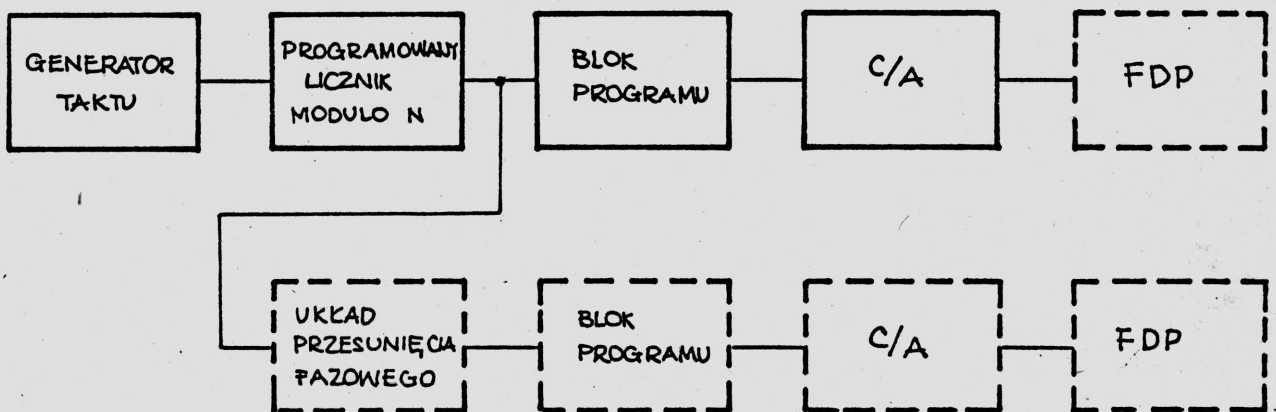 GENERATOR
TAKTU
PROGRAMOWANY
LICZNIK
MODULO N
BLOK
PROGRAMU
C/A
FDP
UKŁAD
PRZESUNIĘCIA
FAZOWEGO
BLOK
PROGRAMU
C/A
FDP